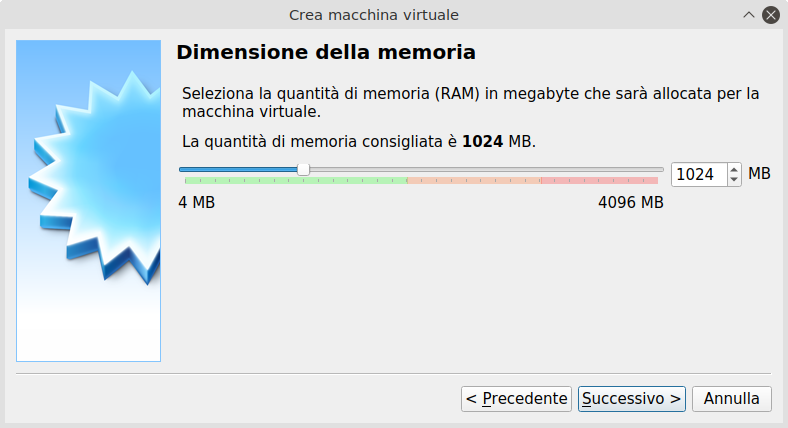 Crea macchina virtuale
Dimensione della memoria
Seleziona la quantità di memoria (RAM) in megabyte che sarà allocata per la
macchina virtuale.
La quantità di memoria consigliata è 1024 MB.
1024 MB
4 MB 4096 MB
< Precedente Successivo > Annulla